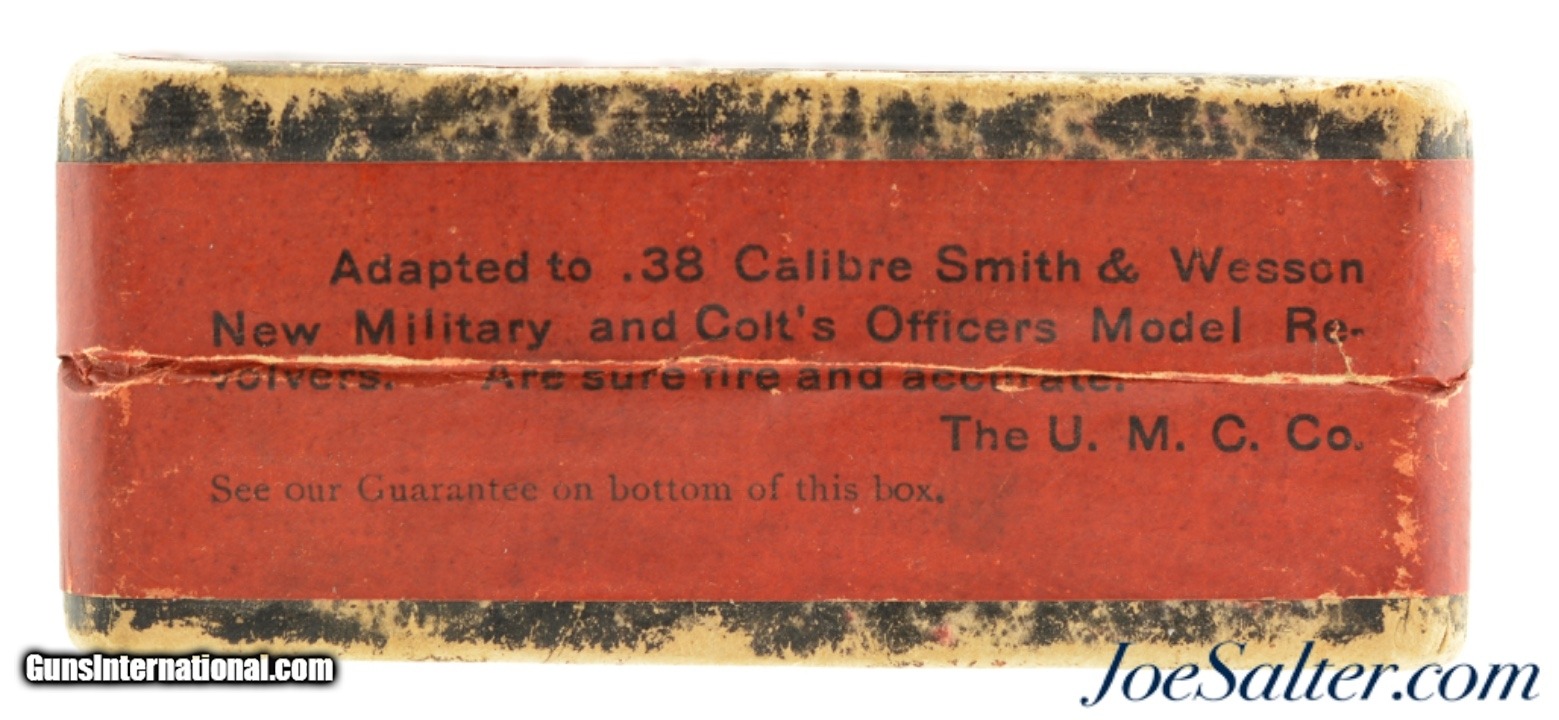 Adapted to .38 Calibre Smith & Wesson
New Military and Colt's Officers Model Re-
volvers. Are sure fire and accurate.
The U. M. C. Co.
See our Guarantee on bottom of this box.
GunsInternational.com
JoeSalter.com